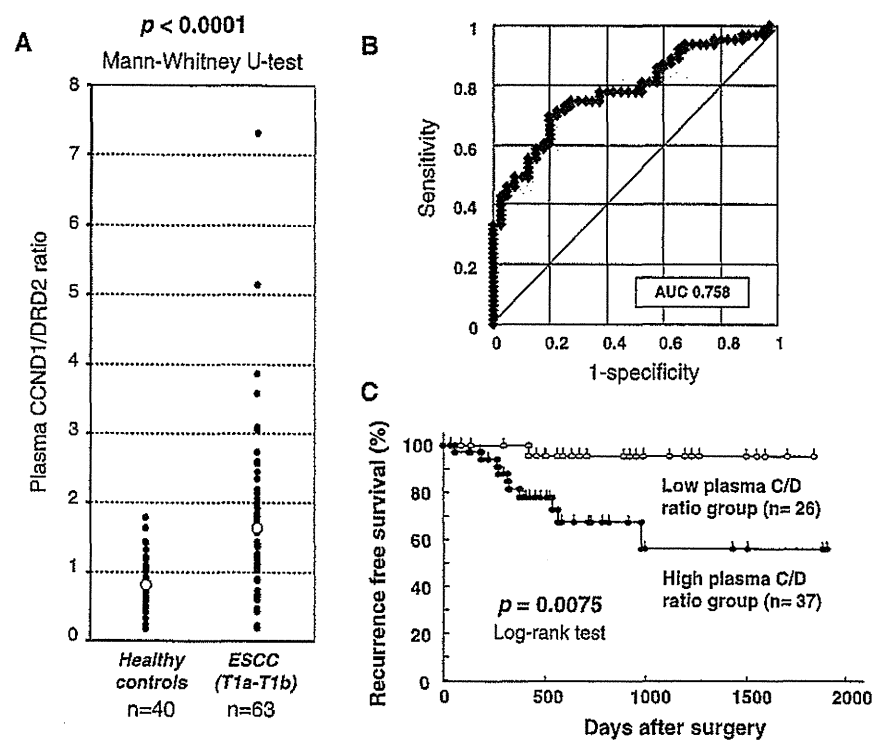 A
p < 0.0001
Mann-Whitney U-test
Plasma CCND1/DRD2 ratio
8
7
6
5
4
3
2
1
0
Healthy
controls
n=40
ESCC
(T1a-T1b)
n=63
B
Sensitivity
1
0.8
0.6
0.4
0.2
0
AUC 0.758
0 0.2 0.4 0.6 0.8 1
1-specificity
C
Recurrence free survival (%)
100
80
60
40
20
0
Low plasma C/D
ratio group (n= 26)
High plasma C/D
ratio group (n= 37)
p = 0.0075
Log-rank test
0 500 1000 1500 2000
Days after surgery